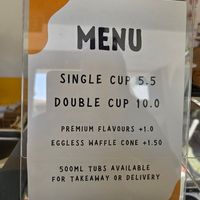 MENU
SINGLE CUP 5.5
DOUBLE CUP 10.0
PREMIUM FLAVOURS +1.0
EGGLESS WAFFLE CONE +1.50
500ML TUBS AVAILABLE
FOR TAKEAWAY OR DELIVERY